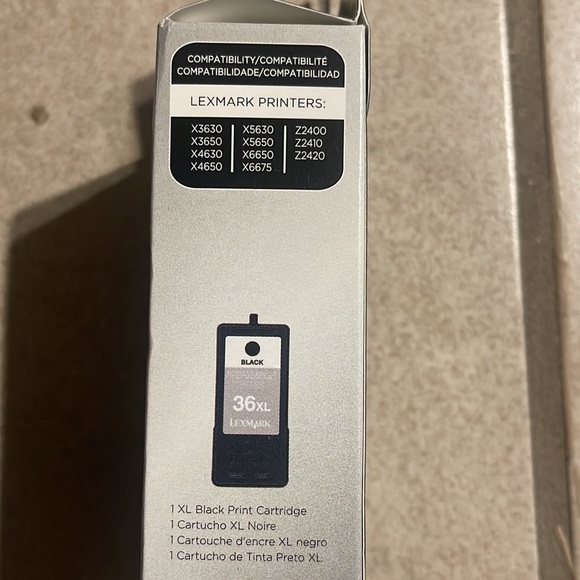 COMPATIBILITY/COMPATIBILITÉ
COMPATIBILIDADE/COMPATIBILIDAD
LEXMARK PRINTERS:
X3630 X5630 Z2400
X3650 X5650 Z2410
X4630 X6650 Z2420
X4650 X6675
BLACK
36XL
LEXMARK
1 XL Black Print Cartridge
1 Cartucho XL Noire
1 Cartouche d'encre XL negro
1 Cartucho de Tinta Preto XL